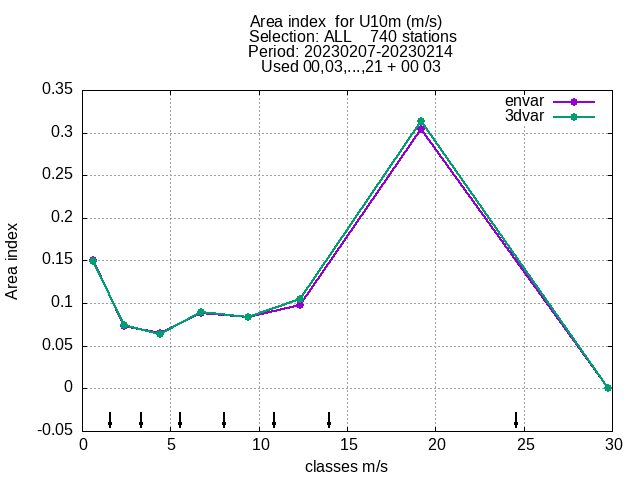 Area index  for U10m (m/s)
Selection: ALL    740 stations
Period: 20230207-20230214
Used 00,03,...,21 + 00 03
0.35
0.3
0.25
0.2
0.15
0.1
0.05
0
-0.05
envar
3dvar
Area index
0 5 10 15 20 25 30
classes m/s